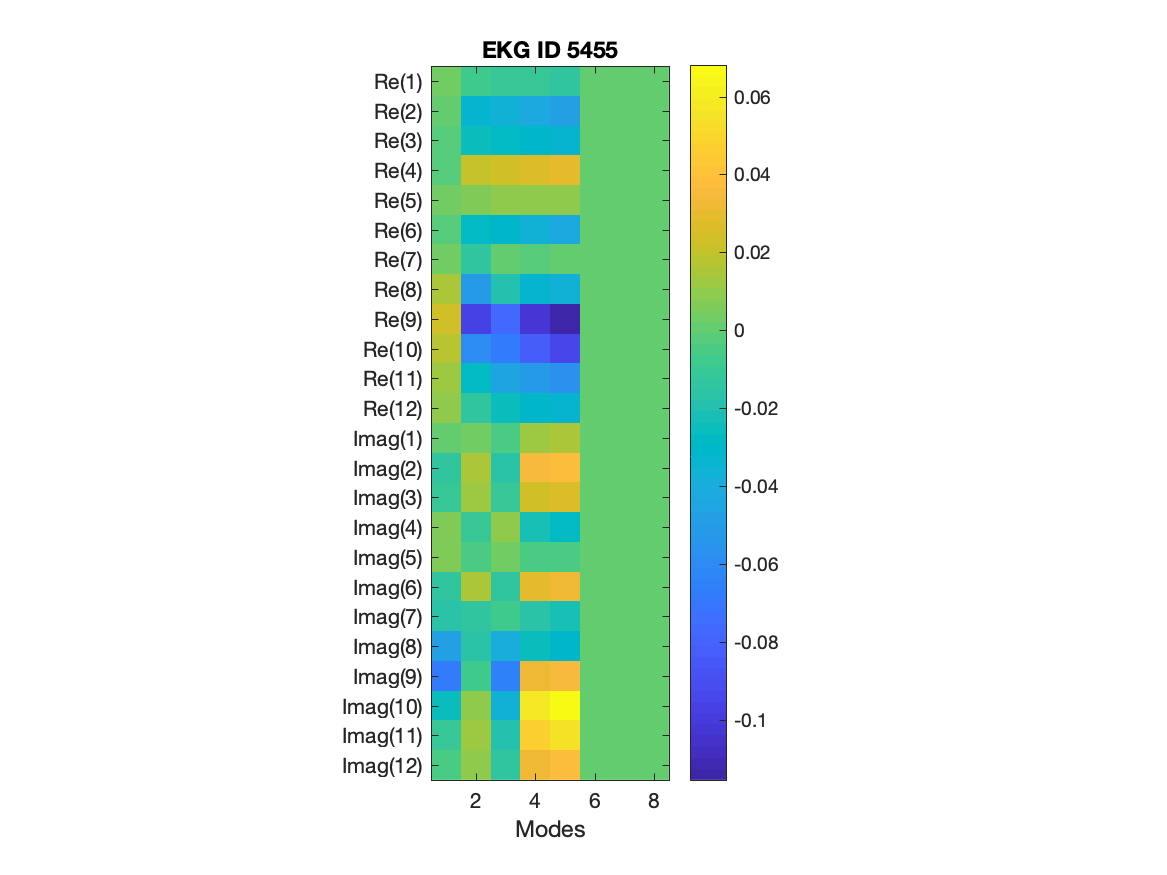 EKG ID 5455
Re(1)
Re(2)
Re(3)
Re(4)
Re(5)
Re(6)
Re(7)
Re(8)
Re(9)
Re(10)
Re(11)
Re(12)
Imag(1)
Imag(2)
Imag(3)
Imag(4)
Imag(5)
Imag(6)
Imag(7)
Imag(8)
Imag(9)
Imag(10)
Imag(11)
Imag(12)
2 4 6 8
Modes
0.06
0.04
0.02
0
-0.02
-0.04
-0.06
-0.08
-0.1